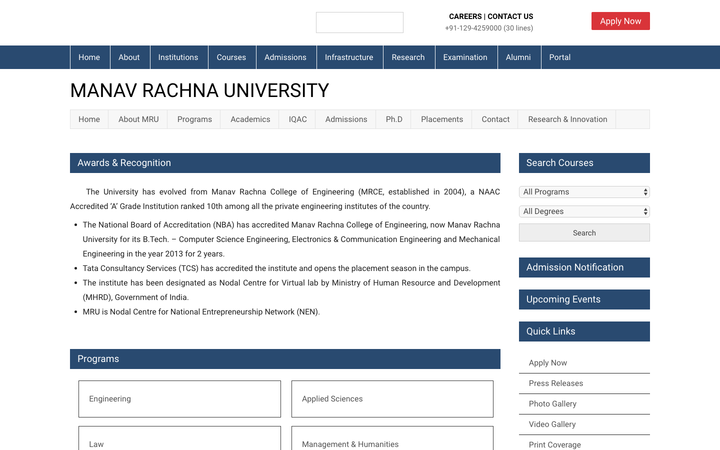 CAREERS | CONTACT US
+91-129-4259000 (30 lines)
Apply Now
Home About Institutions Courses Admissions Infrastructure Research Examination Alumni Portal
MANAV RACHNA UNIVERSITY
Home About MRU Programs Academics IQAC Admissions Ph.D Placements Contact Research & Innovation
Awards & Recognition
The University has evolved from Manav Rachna College of Engineering (MRCE, established in 2004), a NAAC
Accredited 'A' Grade Institution ranked 10th among all the private engineering institutes of the country.
• The National Board of Accreditation (NBA) has accredited Manav Rachna College of Engineering, now Manav Rachna
University for its B.Tech. – Computer Science Engineering, Electronics & Communication Engineering and Mechanical
Engineering in the year 2013 for 2 years.
• Tata Consultancy Services (TCS) has accredited the institute and opens the placement season in the campus.
• The institute has been designated as Nodal Centre for Virtual lab by Ministry of Human Resource and Development
(MHRD), Government of India.
• MRU is Nodal Centre for National Entrepreneurship Network (NEN).
Programs
Engineering
Applied Sciences
Law
Management & Humanities
Search Courses
All Programs
All Degrees
Search
Admission Notification
Upcoming Events
Quick Links
Apply Now
Press Releases
Photo Gallery
Video Gallery
Print Coverage